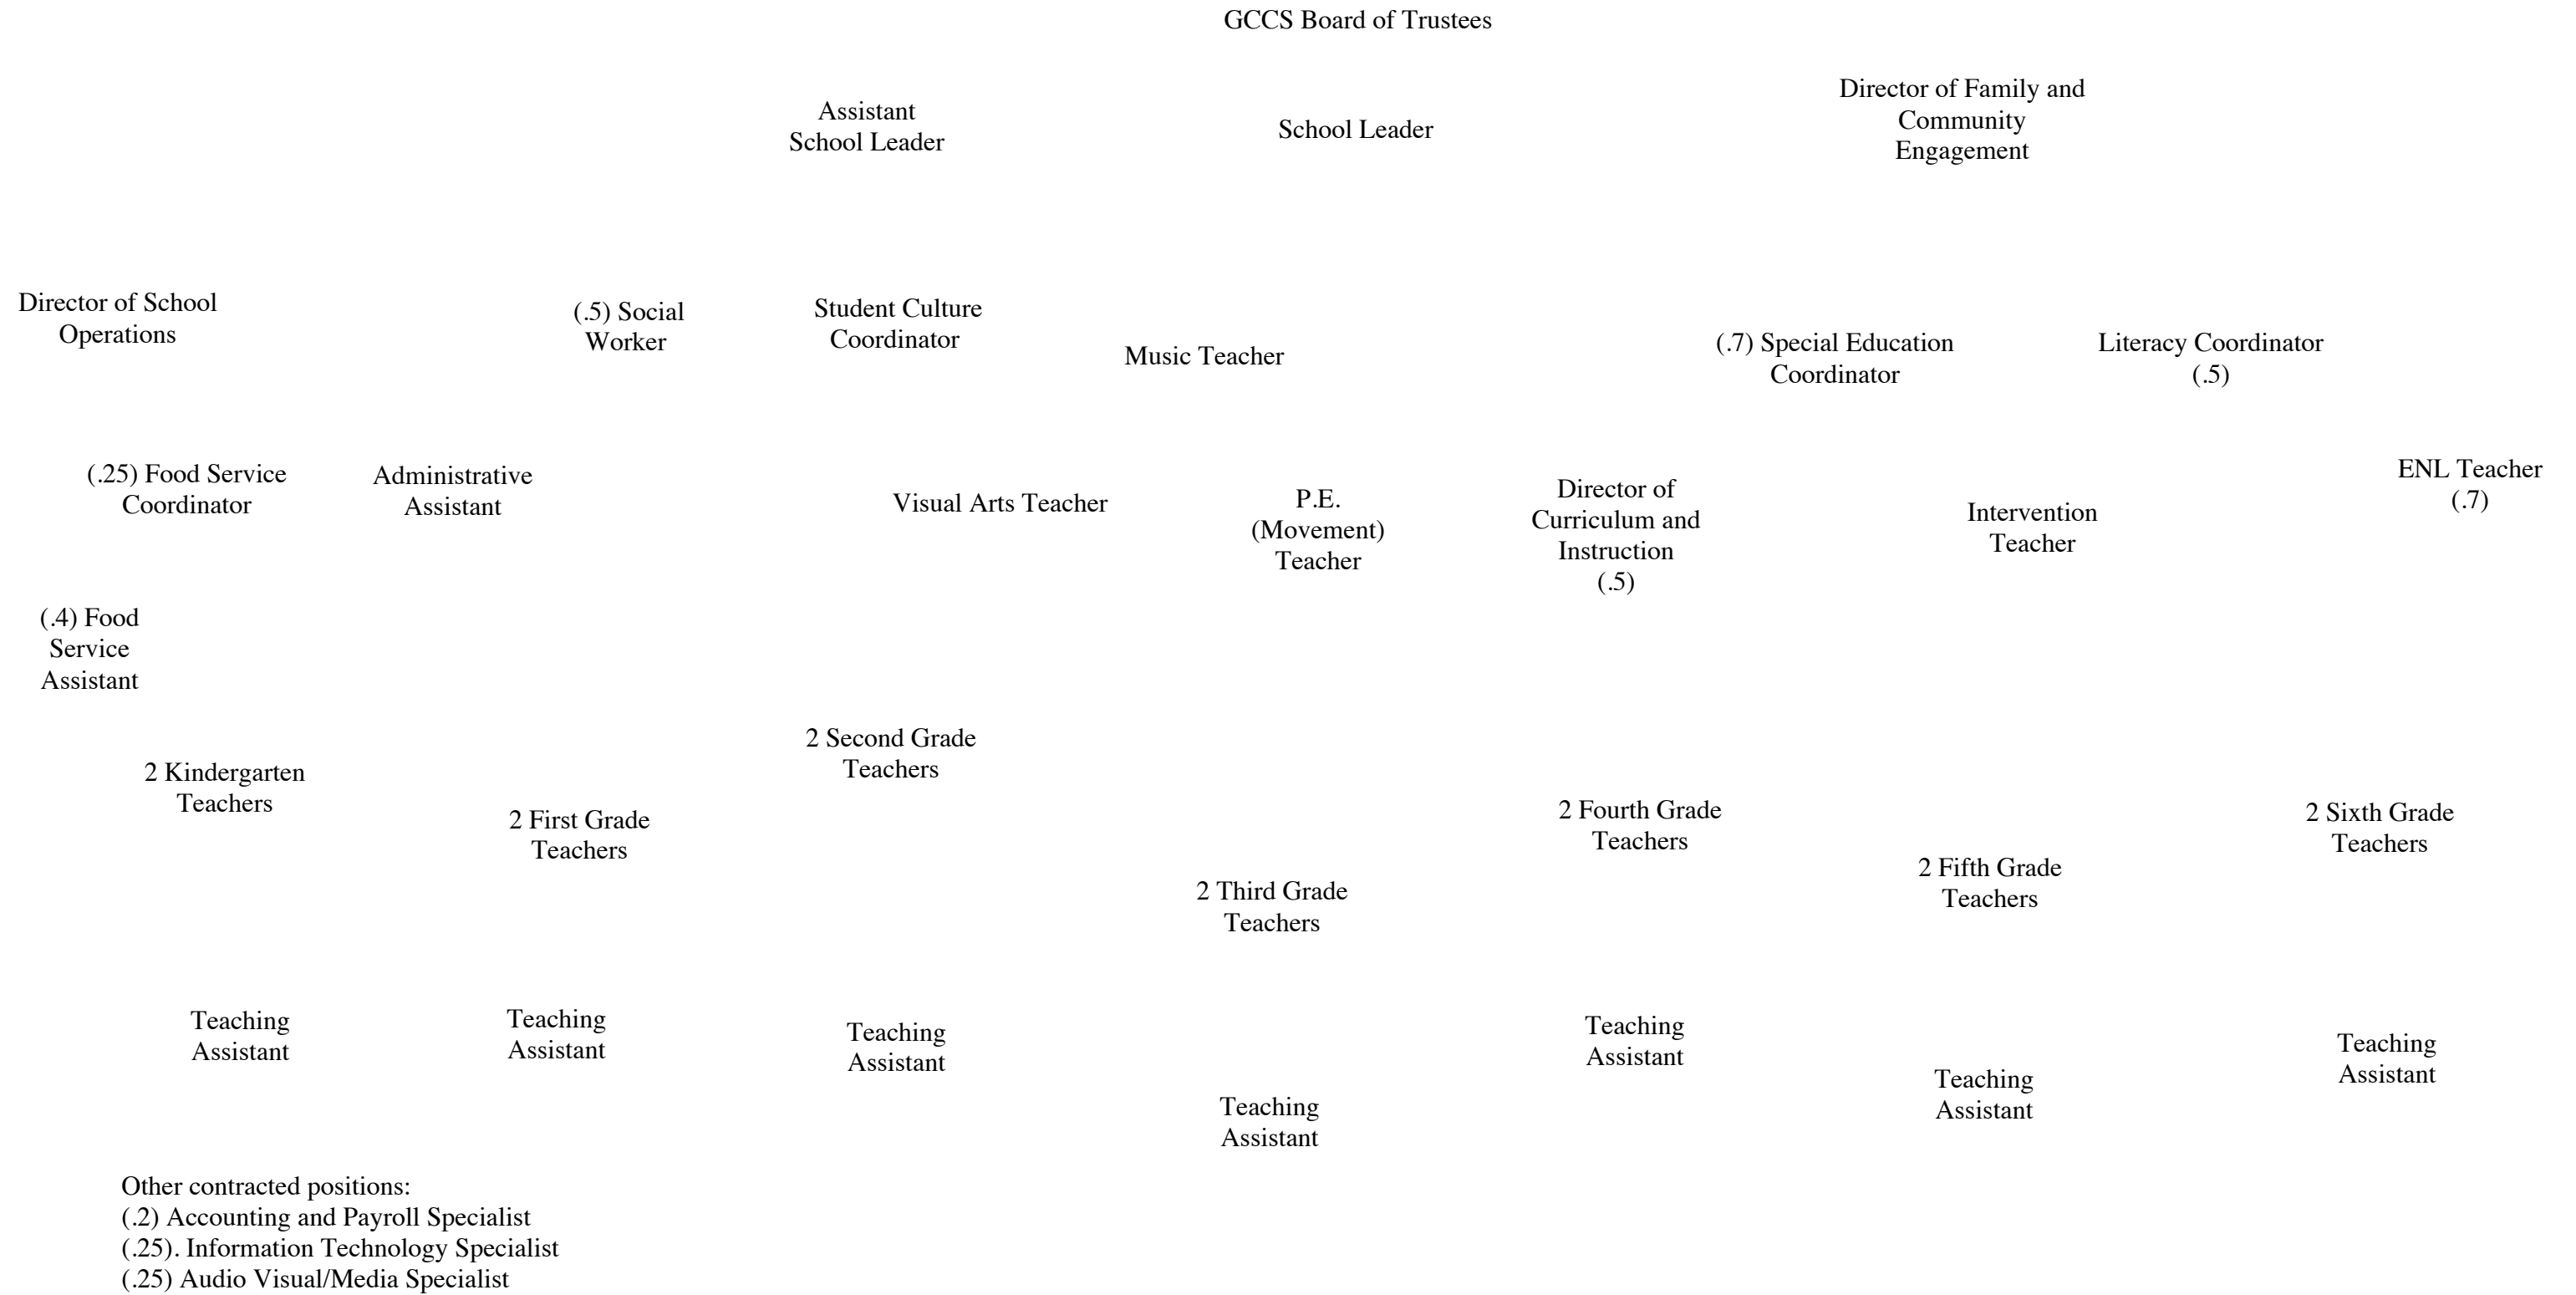 GCCS Board of Trustees
Assistant
School Leader
School Leader
Director of Family and
Community
Engagement
Director of School
Operations
(.5) Social
Worker
Student Culture
Coordinator
Music Teacher
(.7) Special Education
Coordinator
Literacy Coordinator
(.5)
(.25) Food Service
Coordinator
Administrative
Assistant
Visual Arts Teacher
P.E.
(Movement)
Teacher
Director of
Curriculum and
Instruction
(.5)
Intervention
Teacher
ENL Teacher
(.7)
(.4) Food
Service
Assistant
2 Kindergarten
Teachers
2 First Grade
Teachers
2 Second Grade
Teachers
2 Third Grade
Teachers
2 Fourth Grade
Teachers
2 Fifth Grade
Teachers
2 Sixth Grade
Teachers
Teaching
Assistant
Teaching
Assistant
Teaching
Assistant
Teaching
Assistant
Teaching
Assistant
Teaching
Assistant
Teaching
Assistant
Other contracted positions:
(.2) Accounting and Payroll Specialist
(.25). Information Technology Specialist
(.25) Audio Visual/Media Specialist